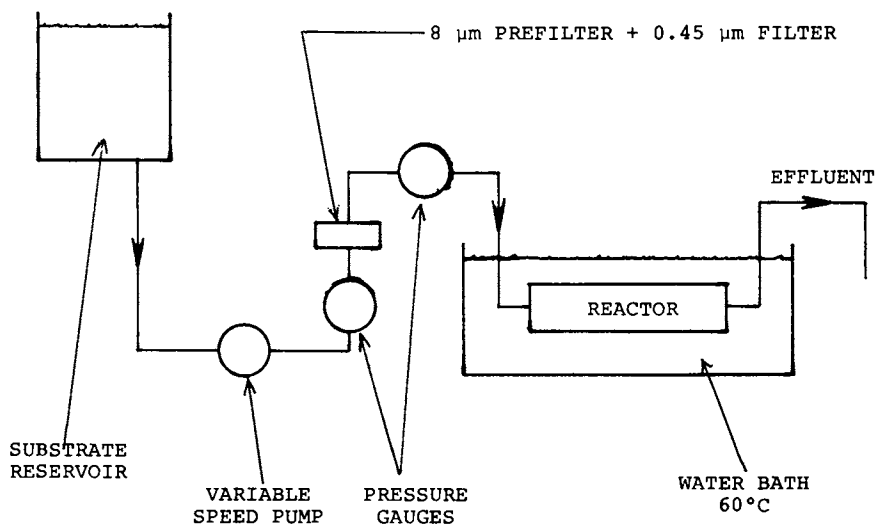 8 µm PREFILTER + 0.45 µm FILTER
EFFLUENT
REACTOR
SUBSTRATE
RESERVOIR
VARIABLE
SPEED PUMP
PRESSURE
GAUGES
WATER BATH
60°C